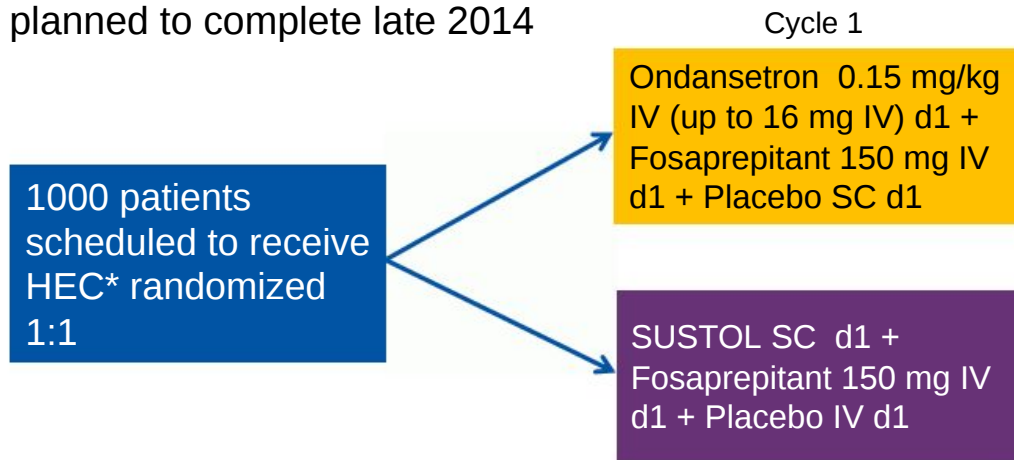 planned to complete late 2014
Cycle 1
1000 patients
scheduled to receive
HEC* randomized
1:1
Ondansetron  0.15 mg/kg
IV (up to 16 mg IV) d1 +
Fosaprepitant 150 mg IV
d1 + Placebo SC d1
SUSTOL SC  d1 +
Fosaprepitant 150 mg IV
d1 + Placebo IV d1